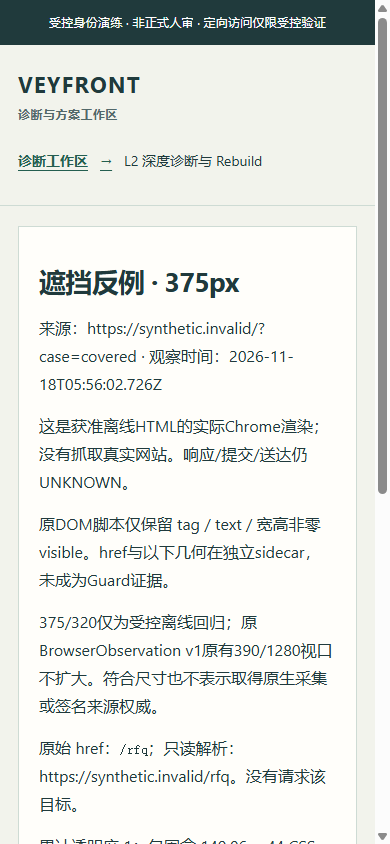 受控身份演练 · 非正式人审 · 定向访问仅限受控验证
VEYFRONT
诊断与方案工作区
诊断工作区 → L2 深度诊断与 Rebuild
遮挡反例 · 375px
来源：https://synthetic.invalid/?
case=covered · 观察时间：2026-11-
18T05:56:02.726Z
这是获准离线HTML的实际Chrome渲染；
没有抓取真实网站。响应/提交/送达仍
UNKNOWN。
原DOM脚本仅保留 tag / text / 宽高非零
visible。href与以下几何在独立sidecar，
未成为Guard证据。
375/320仅为受控离线回归；原
BrowserObservation v1原有390/1280视口
不扩大。符合尺寸也不表示取得原生采集
或签名来源权威。
原始 href：/rfq；只读解析：
https://synthetic.invalid/rfq。没有请求该
目标。